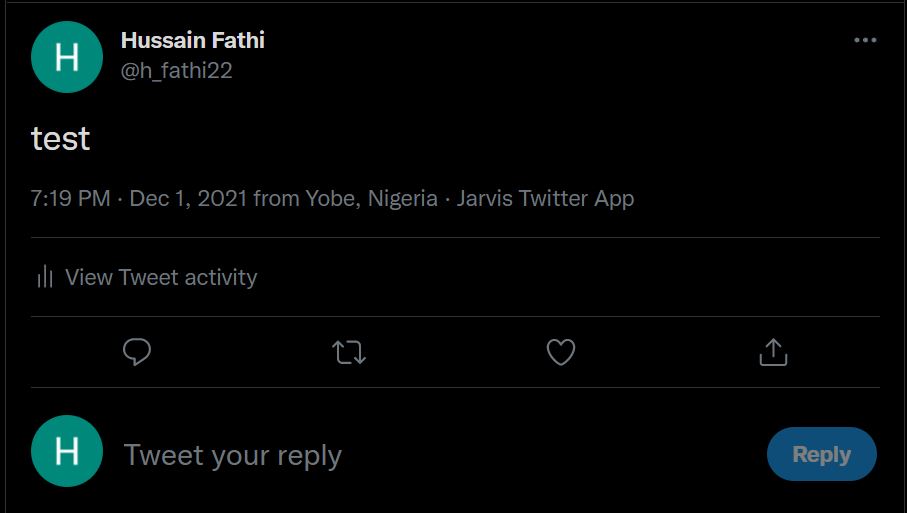 H
Hussain Fathi
@h_fathi22
test
7:19 PM · Dec 1, 2021 from Yobe, Nigeria · Jarvis Twitter App
View Tweet activity
H
Tweet your reply
Reply